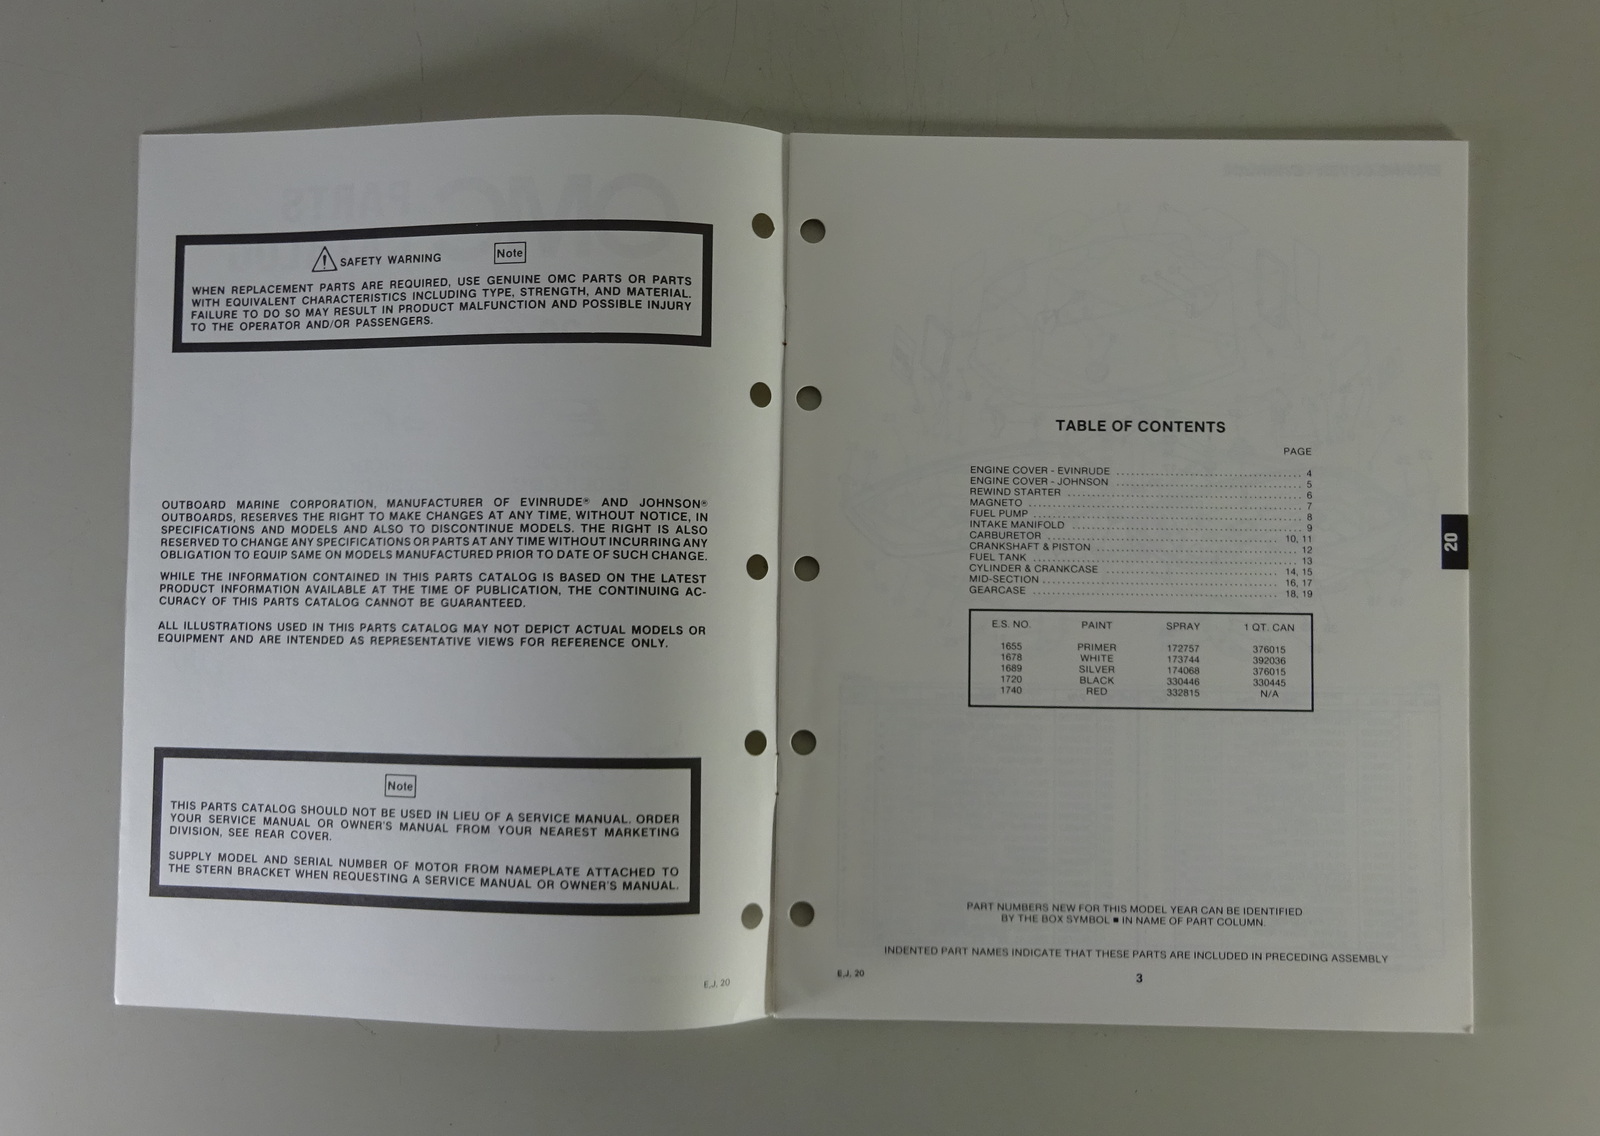 SAFETY WARNING Note
WHEN REPLACEMENT PARTS ARE REQUIRED, USE GENUINE OMC PARTS OR PARTS
WITH EQUIVALENT CHARACTERISTICS INCLUDING TYPE, STRENGTH, AND MATERIAL.
FAILURE TO DO SO MAY RESULT IN PRODUCT MALFUNCTION AND POSSIBLE INJURY
TO THE OPERATOR AND/OR PASSENGERS.
OUTBOARD MARINE CORPORATION, MANUFACTURER OF EVINRUDE® AND JOHNSON®
OUTBOARDS, RESERVES THE RIGHT TO MAKE CHANGES AT ANY TIME, WITHOUT NOTICE, IN
SPECIFICATIONS AND MODELS AND ALSO TO DISCONTINUE MODELS. THE RIGHT IS ALSO
RESERVED TO CHANGE ANY SPECIFICATIONS OR PARTS AT ANY TIME WITHOUT INCURRING ANY
OBLIGATION TO EQUIP SAME ON MODELS MANUFACTURED PRIOR TO DATE OF SUCH CHANGE.
WHILE THE INFORMATION CONTAINED IN THIS PARTS CATALOG IS BASED ON THE LATEST
PRODUCT INFORMATION AVAILABLE AT THE TIME OF PUBLICATION, THE CONTINUING AC-
CURACY OF THIS PARTS CATALOG CANNOT BE GUARANTEED.
ALL ILLUSTRATIONS USED IN THIS PARTS CATALOG MAY NOT DEPICT ACTUAL MODELS OR
EQUIPMENT AND ARE INTENDED AS REPRESENTATIVE VIEWS FOR REFERENCE ONLY.
Note
THIS PARTS CATALOG SHOULD NOT BE USED IN LIEU OF A SERVICE MANUAL. ORDER
YOUR SERVICE MANUAL OR OWNER'S MANUAL FROM YOUR NEAREST MARKETING
DIVISION, SEE REAR COVER.
SUPPLY MODEL AND SERIAL NUMBER OF MOTOR FROM NAMEPLATE ATTACHED TO
THE STERN BRACKET WHEN REQUESTING A SERVICE MANUAL OR OWNER'S MANUAL.
E.J. 20
TABLE OF CONTENTS
PAGE
ENGINE COVER - EVINRUDE 4
ENGINE COVER - JOHNSON 5
REWIND STARTER 6
MAGNETO 7
FUEL PUMP 8
INTAKE MANIFOLD 9
CARBURETOR 10, 11
CRANKSHAFT & PISTON 12
FUEL TANK 13
CYLINDER & CRANKCASE 14, 15
MID-SECTION 16, 17
GEARCASE 18, 19
E.S. NO. PAINT SPRAY 1 QT. CAN
1655 PRIMER 172757 376015
1678 WHITE 173744 392036
1689 SILVER 174068 376015
1720 BLACK 330446 330445
1740 RED 332815 N/A
20
PART NUMBERS NEW FOR THIS MODEL YEAR CAN BE IDENTIFIED
BY THE BOX SYMBOL ■ IN NAME OF PART COLUMN.
INDENTED PART NAMES INDICATE THAT THESE PARTS ARE INCLUDED IN PRECEDING ASSEMBLY
E.J. 20
3